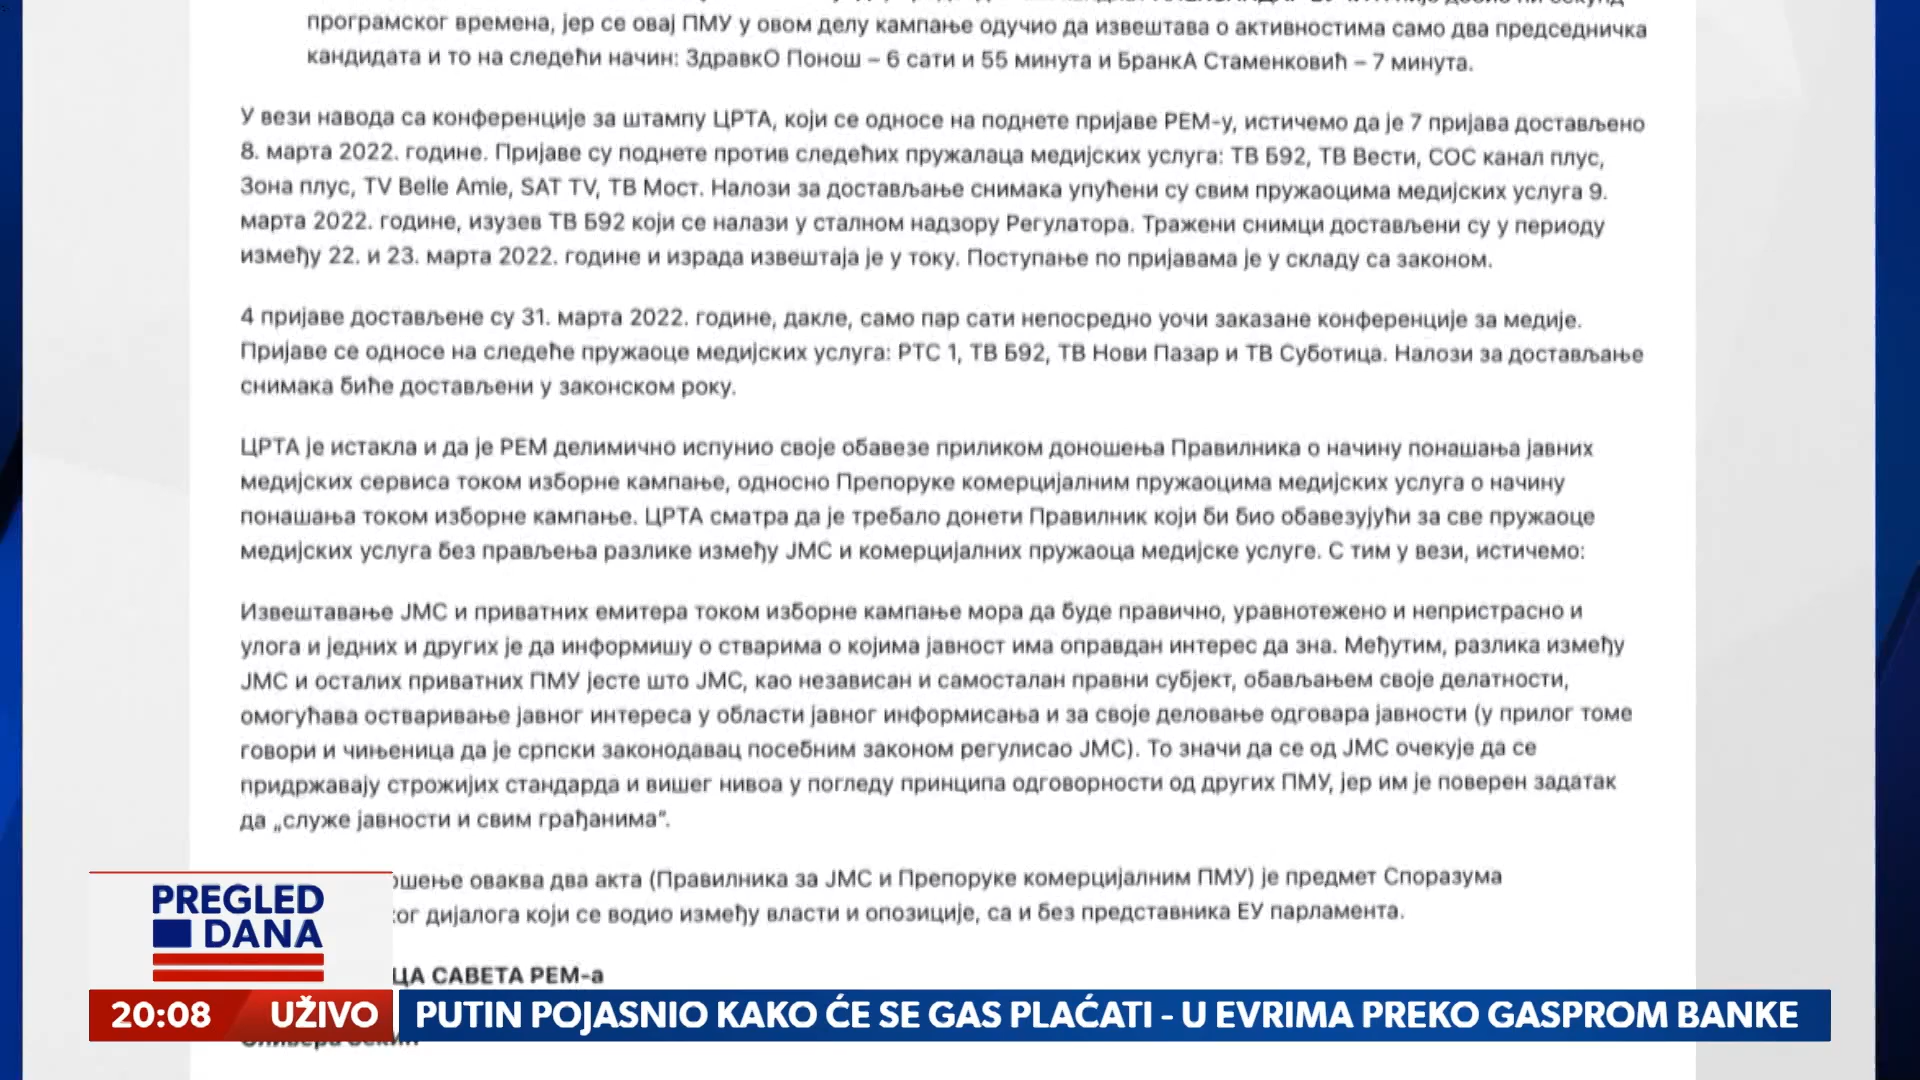 програмског времена, јер се овај ПМУ у овом делу кампање одучио да извештава о активностима само два председничка
кандидата и то на следећи начин: ЗдравкО Понош – 6 сати и 55 минута и БранкА Стаменковић – 7 минута.
У вези навода са конференције за штампу ЦРТА, који се односе на поднете пријаве РЕМ-у, истичемо да је 7 пријава достављено
8. марта 2022. године. Пријаве су поднете против следећих пружалаца медијских услуга: ТВ Б92, ТВ Вести, СОС канал плус,
Зона плус, TV Belle Amie, SAT TV, ТВ Мост. Налози за достављање снимака упућени су свим пружаоцима медијских услуга 9.
марта 2022. године, изузев ТВ Б92 који се налази у сталном надзору Регулатора. Тражени снимци достављени су у периоду
између 22. и 23. марта 2022. године и израда извештаја је у току. Поступање по пријавама је у складу са законом.
4 пријаве достављене су 31. марта 2022. године, дакле, само пар сати непосредно уочи заказане конференције за медије.
Пријаве се односе на следеће пружаоце медијских услуга: РТС 1, ТВ Б92, ТВ Нови Пазар и ТВ Суботица. Налози за достављање
снимака биће достављени у законском року.
ЦРТА је истакла и да је РЕМ делимично испунио своје обавезе приликом доношења Правилника о начину понашања јавних
медијских сервиса током изборне кампање, односно Препоруке комерцијалним пружаоцима медијских услуга о начину
понашања током изборне кампање. ЦРТА сматра да је требало донети Правилник који би био обавезујући за све пружаоце
медијских услуга без прављења разлике између ЈМС и комерцијалних пружаоца медијске услуге. С тим у вези, истичемо:
Извештавање ЈМС и приватних емитера током изборне кампање мора да буде правично, уравнотежено и непристрасно и
улога и једних и других је да информишу о стварима о којима јавност има оправдан интерес да зна. Међутим, разлика између
ЈМС и осталих приватних ПМУ јесте што ЈМС, као независан и самосталан правни субјект, обављањем своје делатности,
омогућава остваривање јавног интереса у области јавног информисања и за своје деловање одговара јавности (у прилог томе
говори и чињеница да је српски законодавац посебним законом регулисао ЈМС). То значи да се од ЈМС очекује да се
придржавају строжијих стандарда и вишег нивоа у погледу принципа одговорности од других ПМУ, јер им је поверен задатак
да „служе јавности и свим грађанима“.
ошење оваква два акта (Правилника за ЈМС и Препоруке комерцијалним ПМУ) је предмет Споразума
ог дијалога који се водио између власти и опозиције, са и без представника ЕУ парламента.
ЦА САВЕТА РЕМ-а
PREGLED
DANA
20:08 UŽIVO PUTIN POJASNIO KAKO ĆE SE GAS PLAĆATI - U EVRIMA PREKO GASPROM BANKE